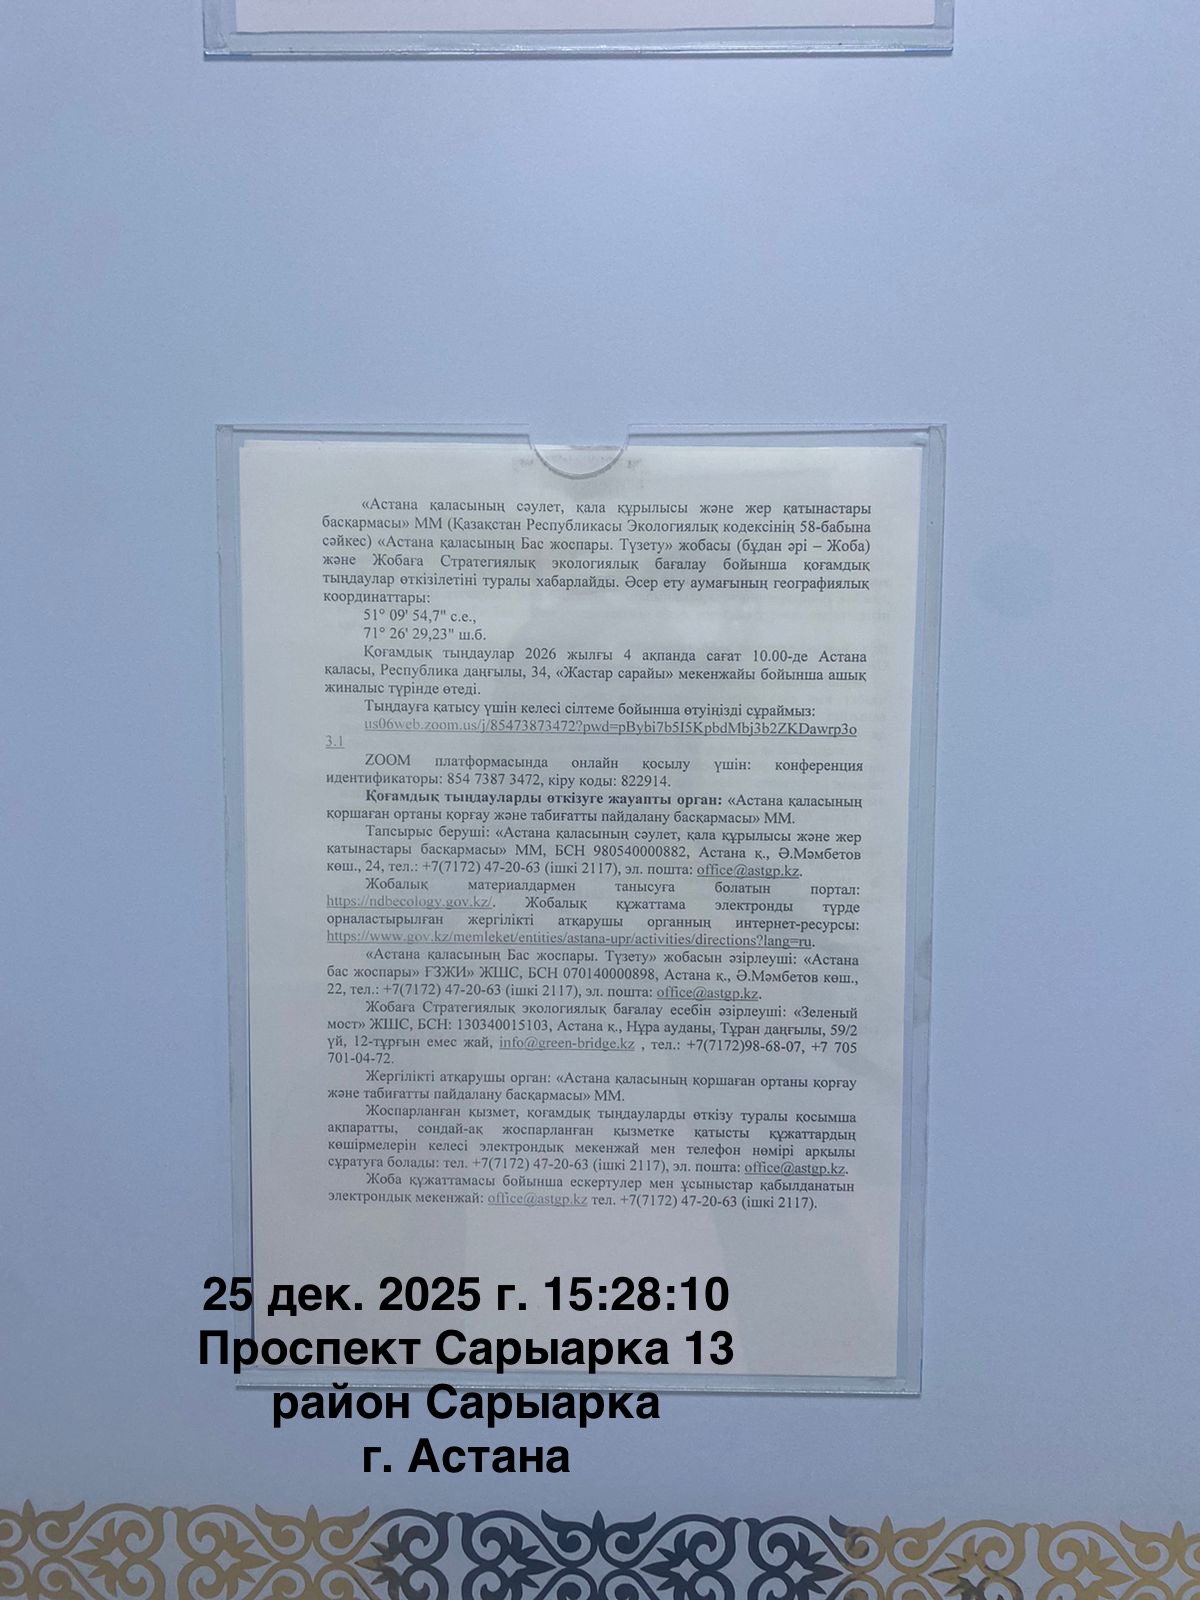 «Астана қаласының сәулет, қала құрылысы және жер қатынастары
басқармасы» ММ (Қазақстан Республикасы Экологиялық кодексінің 58-бабына
сәйкес) «Астана қаласының Бас жоспары. Түзету» жобасы (бұдан әрі – Жоба)
және Жобаға Стратегиялық экологиялық бағалау бойынша қоғамдық
тыңдаулар өткізілетіні туралы хабарлайды. Әсер ету аумағының географиялық
координаттары:
51° 09' 54,7" с.е.,
71° 26' 29,23" ш.б.
Қоғамдық тыңдаулар 2026 жылғы 4 ақпанда сағат 10.00-де Астана
қаласы, Республика даңғылы, 34, «Жастар сарайы» мекенжайы бойынша ашық
жиналыс түрінде өтеді.
Тыңдауға қатысу үшін келесі сілтеме бойынша өтуіңізді сұраймыз:
us06web.zoom.us/j/85473873472?pwd=pBybi7b5I5KpbdMbj3b2ZKDawrp3o
3.1
ZOOM платформасында онлайн қосылу үшін: конференция
идентификаторы: 854 7387 3472, кіру коды: 822914.
Қоғамдық тыңдауларды өткізуге жауапты орган: «Астана қаласының
қоршаған ортаны қорғау және табиғатты пайдалану басқармасы» ММ.
Тапсырыс беруші: «Астана қаласының сәулет, қала құрылысы және жер
қатынастары басқармасы» ММ, БСН 980540000882, Астана қ., Ә.Мәмбетов
көш., 24, тел.: +7(7172) 47-20-63 (ішкі 2117), эл. пошта: office@astgp.kz.
Жобалық материалдармен танысуға болатын портал:
https://ndbecology.gov.kz/. Жобалық құжаттама электронды түрде
орналастырылған жергілікті атқарушы органның интернет-ресурсы:
https://www.gov.kz/memleket/entities/astana-upr/activities/directions?lang=ru.
«Астана қаласының Бас жоспары. Түзету» жобасын әзірлеуші: «Астана
бас жоспары» ҒЗЖИ» ЖШС, БСН 070140000898, Астана қ., Ә.Мәмбетов көш.,
22, тел.: +7(7172) 47-20-63 (ішкі 2117), эл. пошта: office@astgp.kz.
Жобаға Стратегиялық экологиялық бағалау есебін әзірлеуші: «Зеленый
мост» ЖШС, БСН: 130340015103, Астана қ., Нұра ауданы, Тұран даңғылы, 59/2
үй, 12-тұрғын емес жай, info@green-bridge.kz , тел.: +7(7172)98-68-07, +7 705
701-04-72.
Жергілікті атқарушы орган: «Астана қаласының қоршаған ортаны қорғау
және табиғатты пайдалану басқармасы» ММ.
Жоспарланған қызмет, қоғамдық тыңдауларды өткізу туралы қосымша
ақпаратты, сондай-ақ жоспарланған қызметке қатысты құжаттардың
көшірмелерін келесі электрондық мекенжай мен телефон нөмірі арқылы
сұратуға болады: тел. +7(7172) 47-20-63 (ішкі 2117), эл. пошта: office@astgp.kz.
Жоба құжаттамасы бойынша ескертулер мен ұсыныстар қабылданатын
электрондық мекенжай: office@astgp.kz тел. +7(7172) 47-20-63 (ішкі 2117).
25 дек. 2025 г. 15:28:10
Проспект Сарыарка 13
район Сарыарка
г. Астана